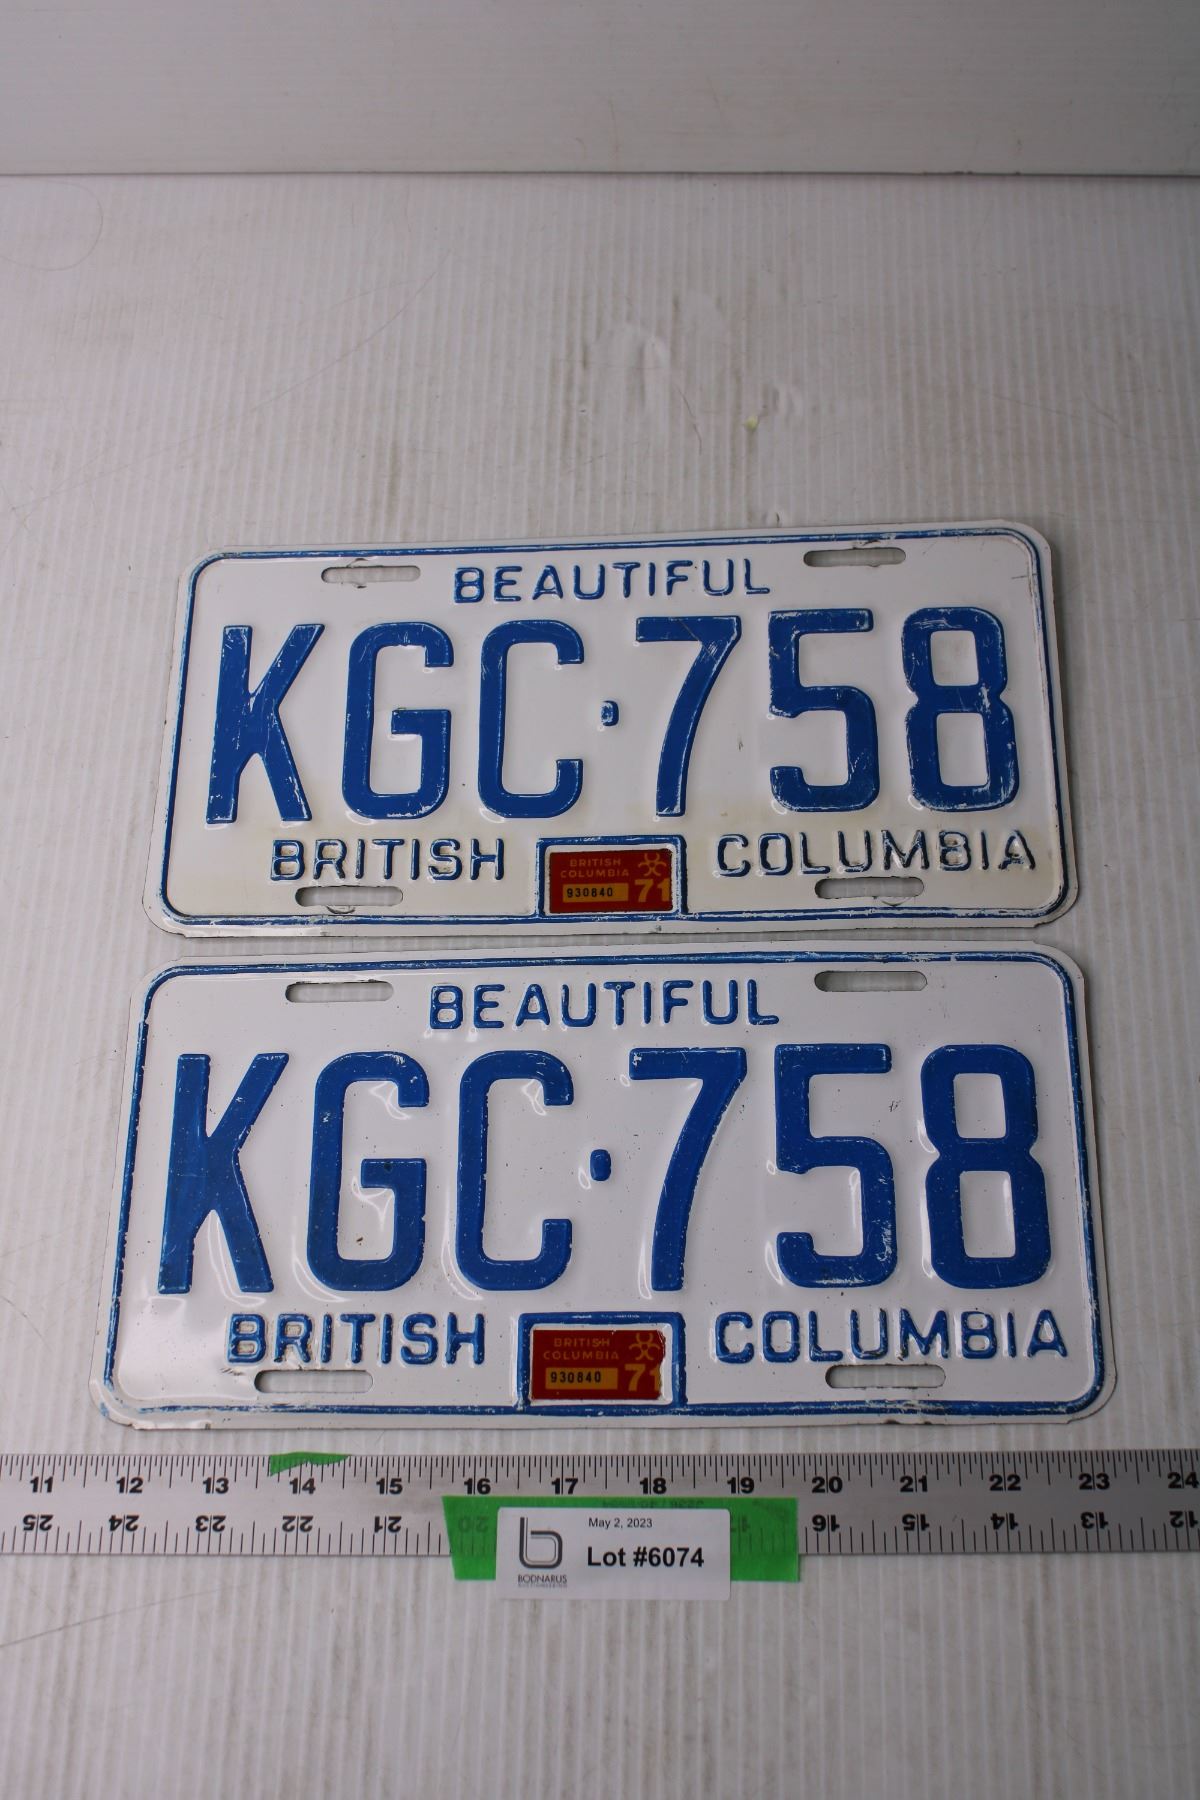 BEAUTIFUL
KGC·758
BRITISH COLUMBIA
BRITISH
COLUMBIA
930840 71
BEAUTIFUL
KGC·758
BRITISH COLUMBIA
BRITISH
COLUMBIA
930840 71
11 12 13 14 15 16 17 18 19 20 21 22 23 24
25 24 23 22 21 20 17 16 15 14 13 12
May 2, 2023
Lot #6074
BODNARUS
AUCTIONEERING